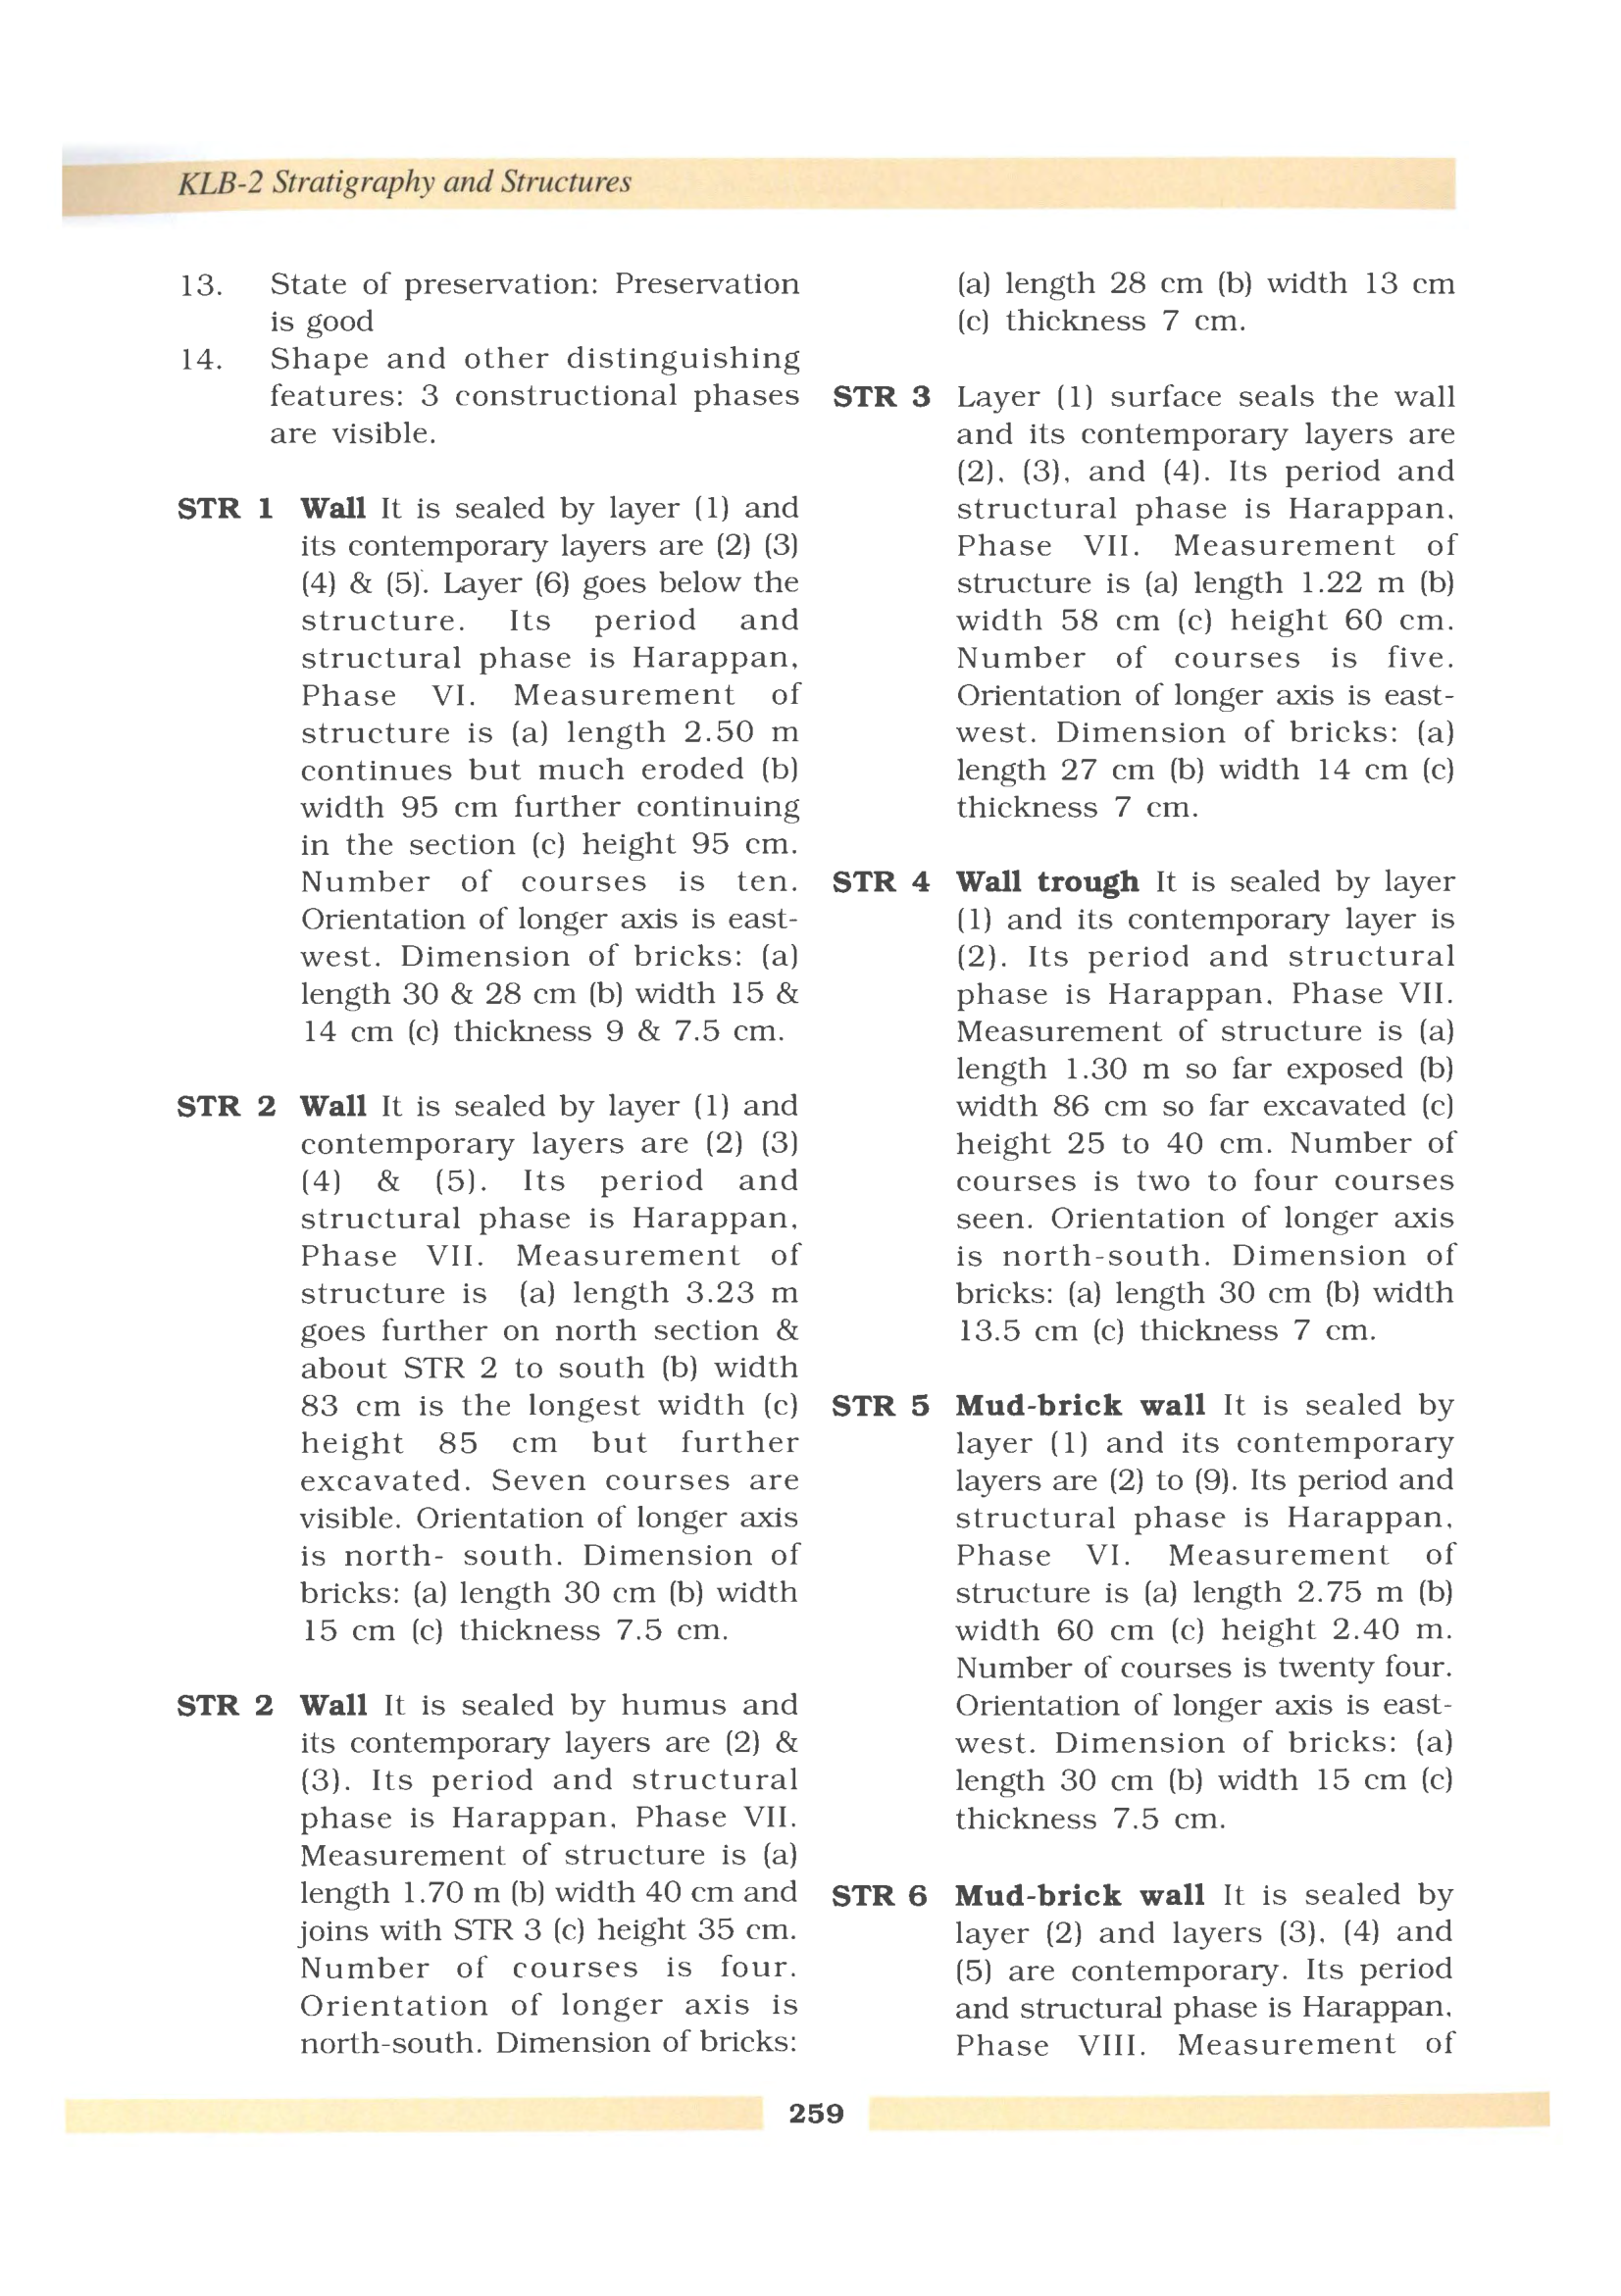 KLB-2 Stratigraphy and Structures
13. State of preservation: Preservation
is good
14. Shape and other distinguishing
features: 3 constructional phases
are visible.
STR 1 Wall It is sealed by layer (1) and
its contemporary layers are (2) (3)
(4) & (5). Layer (6) goes below the
structure. Its period and
structural phase is Harappan,
Phase VI. Measurement of
structure is (a) length 2.50 m
continues but much eroded (b)
width 95 cm further continuing
in the section (c) height 95 cm.
Number of courses is ten.
Orientation of longer axis is east-
west. Dimension of bricks: (a)
length 30 & 28 cm (b) width 15 &
14 cm (c) thickness 9 & 7.5 cm.
STR 2 Wall It is sealed by layer (1) and
contemporary layers are (2) (3)
(4) & (5). Its period and
structural phase is Harappan,
Phase VII. Measurement of
structure is (a) length 3.23 m
goes further on north section &
about STR 2 to south (b) width
83 cm is the longest width (c)
height 85 cm but further
excavated. Seven courses are
visible. Orientation of longer axis
is north- south. Dimension of
bricks: (a) length 30 cm (b) width
15 cm (c) thickness 7.5 cm.
STR 2 Wall It is sealed by humus and
its contemporary layers are (2) &
(3). Its period and structural
phase is Harappan, Phase VII.
Measurement of structure is (a)
length 1.70 m (b) width 40 cm and
joins with STR 3 (c) height 35 cm.
Number of courses is four.
Orientation of longer axis is
north-south. Dimension of bricks:
(a) length 28 cm (b) width 13 cm
(c) thickness 7 cm.
STR 3 Layer (1) surface seals the wall
and its contemporary layers are
(2), (3), and (4). Its period and
structural phase is Harappan,
Phase VII. Measurement of
structure is (a) length 1.22 m (b)
width 58 cm (c) height 60 cm.
Number of courses is five.
Orientation of longer axis is east-
west. Dimension of bricks: (a)
length 27 cm (b) width 14 cm (c)
thickness 7 cm.
STR 4 Wall trough It is sealed by layer
(1) and its contemporary layer is
(2). Its period and structural
phase is Harappan, Phase VII.
Measurement of structure is (a)
length 1.30 m so far exposed (b)
width 86 cm so far excavated (c)
height 25 to 40 cm. Number of
courses is two to four courses
seen. Orientation of longer axis
is north-south. Dimension of
bricks: (a) length 30 cm (b) width
13.5 cm (c) thickness 7 cm.
STR 5 Mud-brick wall It is sealed by
layer (1) and its contemporary
layers are (2) to (9). Its period and
structural phase is Harappan,
Phase VI. Measurement of
structure is (a) length 2.75 m (b)
width 60 cm (c) height 2.40 m.
Number of courses is twenty four.
Orientation of longer axis is east-
west. Dimension of bricks: (a)
length 30 cm (b) width 15 cm (c)
thickness 7.5 cm.
STR 6 Mud-brick wall It is sealed by
layer (2) and layers (3), (4) and
(5) are contemporary. Its period
and structural phase is Harappan,
Phase VIII. Measurement of
259